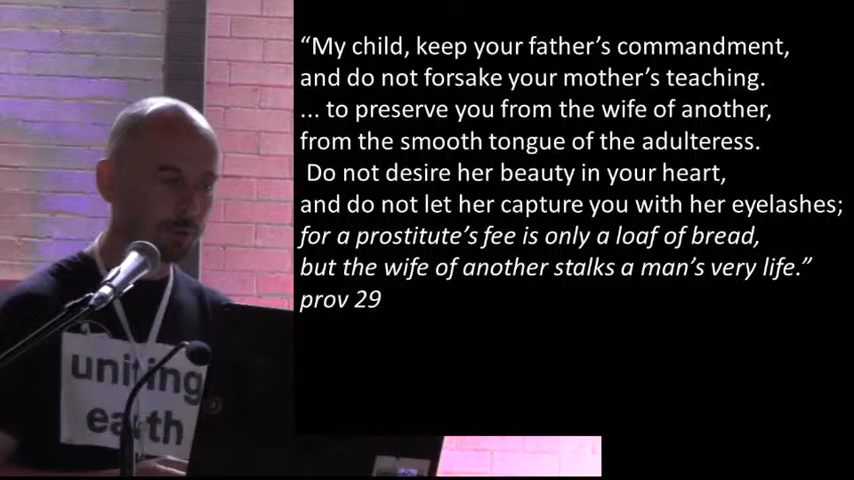 “My child, keep your father’s commandment,
and do not forsake your mother’s teaching.
... to preserve you from the wife of another,
from the smooth tongue of the adulteress.
Do not desire her beauty in your heart,
and do not let her capture you with her eyelashes;
for a prostitute’s fee is only a loaf of bread,
but the wife of another stalks a man’s very life.”
prov 29
uniting
earth